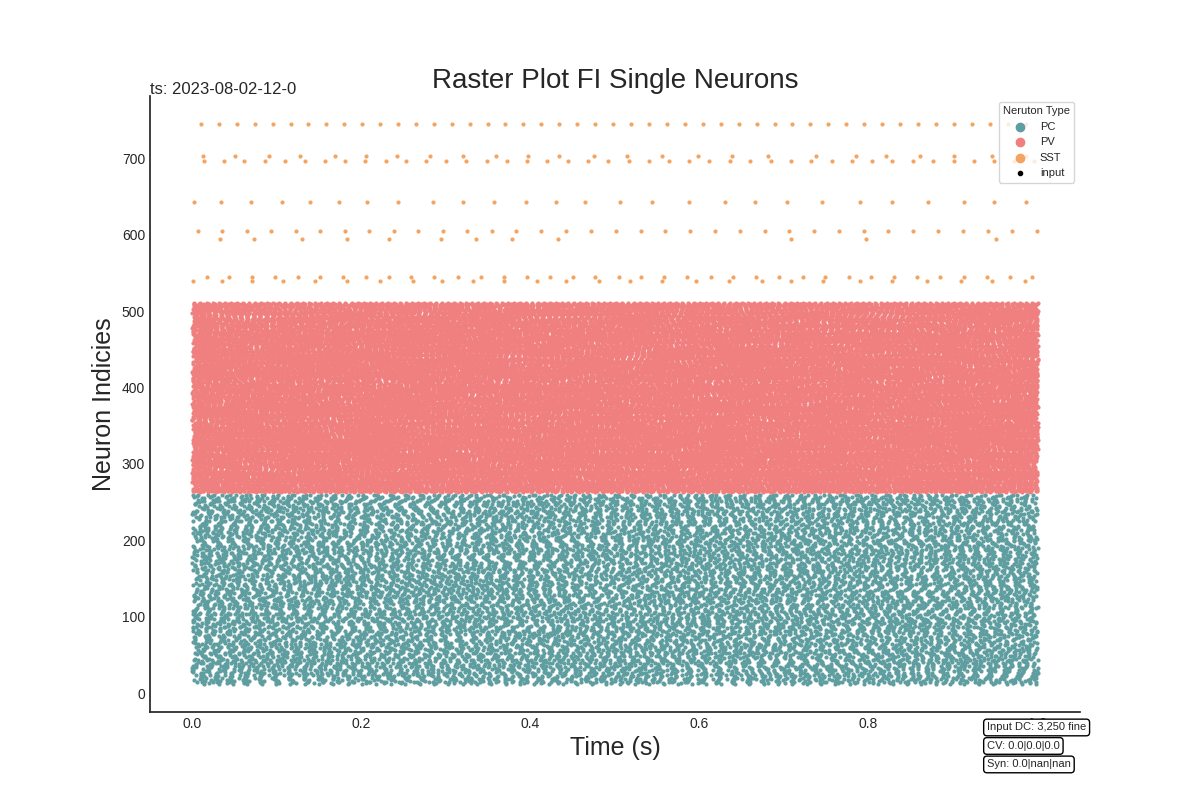 Raster Plot FI Single Neurons
ts: 2023-08-02-12-0
Neruton Type
PC
PV
SST
input
Neuron Indicies
700
600
500
400
300
200
100
0
0.0 0.2 0.4 0.6 0.8
Time (s)
Input DC: 3,250 fine
CV: 0.0|0.0|0.0
Syn: 0.0|nan|nan